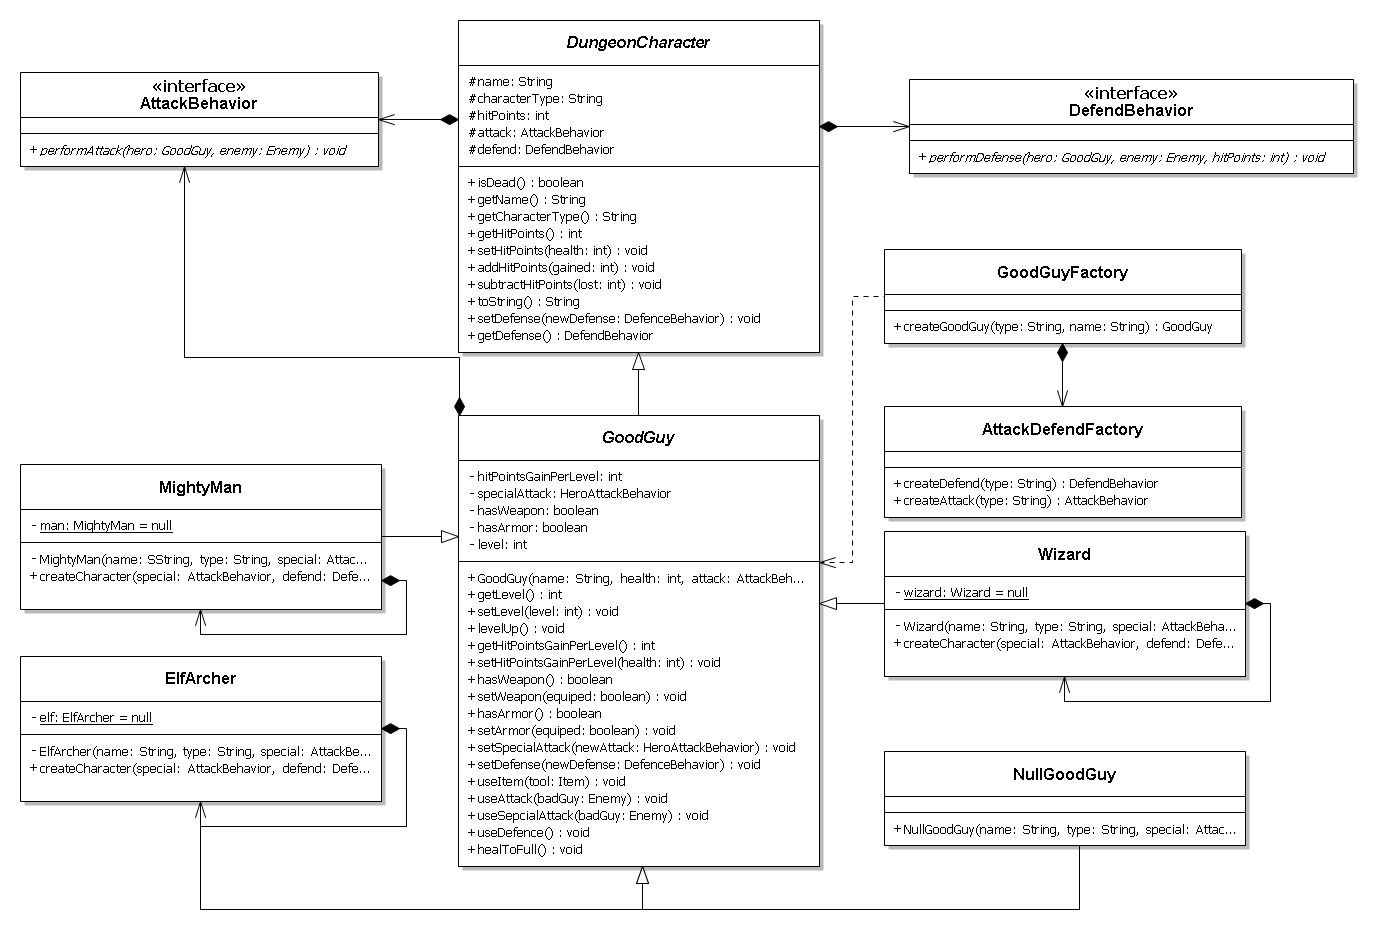 DungeonCharacter
#name: String
#characterType: String
#hitPoints: int
#attack: AttackBehavior
#defend: DefendBehavior
+isDead() : boolean
+getName() : String
+getCharacterType() : String
+getHitPoints() : int
+setHitPoints(health: int) : void
+addHitPoints(gained: int) : void
+subtractHitPoints(lost: int) : void
+toString() : String
+setDefense(newDefense: DefenceBehavior) : void
+getDefense() : DefendBehavior
«interface»
AttackBehavior
+performAttack(hero: GoodGuy, enemy: Enemy) : void
«interface»
DefendBehavior
+performDefense(hero: GoodGuy, enemy: Enemy, hitPoints: int) : void
GoodGuyFactory
+createGoodGuy(type: String, name: String) : GoodGuy
AttackDefendFactory
+createDefend(type: String) : DefendBehavior
+createAttack(type: String) : AttackBehavior
GoodGuy
-hitPointsGainPerLevel: int
-specialAttack: HeroAttackBehavior
-hasWeapon: boolean
-hasArmor: boolean
-level: int
+GoodGuy(name: String, health: int, attack: AttackBeh...
+getLevel() : int
+setLevel(level: int) : void
+levelUp() : void
+getHitPointsGainPerLevel() : int
+setHitPointsGainPerLevel(health: int) : void
+hasWeapon() : boolean
+setWeapon(equiped: boolean) : void
+hasArmor() : boolean
+setArmor(equiped: boolean) : void
+setSpecialAttack(newAttack: HeroAttackBehavior) : void
+setDefense(newDefense: DefenceBehavior) : void
+useItem(tool: Item) : void
+useAttack(badGuy: Enemy) : void
+useSepcialAttack(badGuy: Enemy) : void
+useDefence() : void
+healToFull() : void
MightyMan
-man: MightyMan = null
-MightyMan(name: SString, type: String, special: Attac...
+createCharacter(special: AttackBehavior, defend: Defe...
ElfArcher
-elf: ElfArcher = null
-ElfArcher(name: String, type: String, special: AttackBe...
+createCharacter(special: AttackBehavior, defend: Defe...
Wizard
-wizard: Wizard = null
-Wizard(name: String, type: String, special: AttackBeha...
+createCharacter(special: AttackBehavior, defend: Defe...
NullGoodGuy
+NullGoodGuy(name: String, type: String, special: Attac...